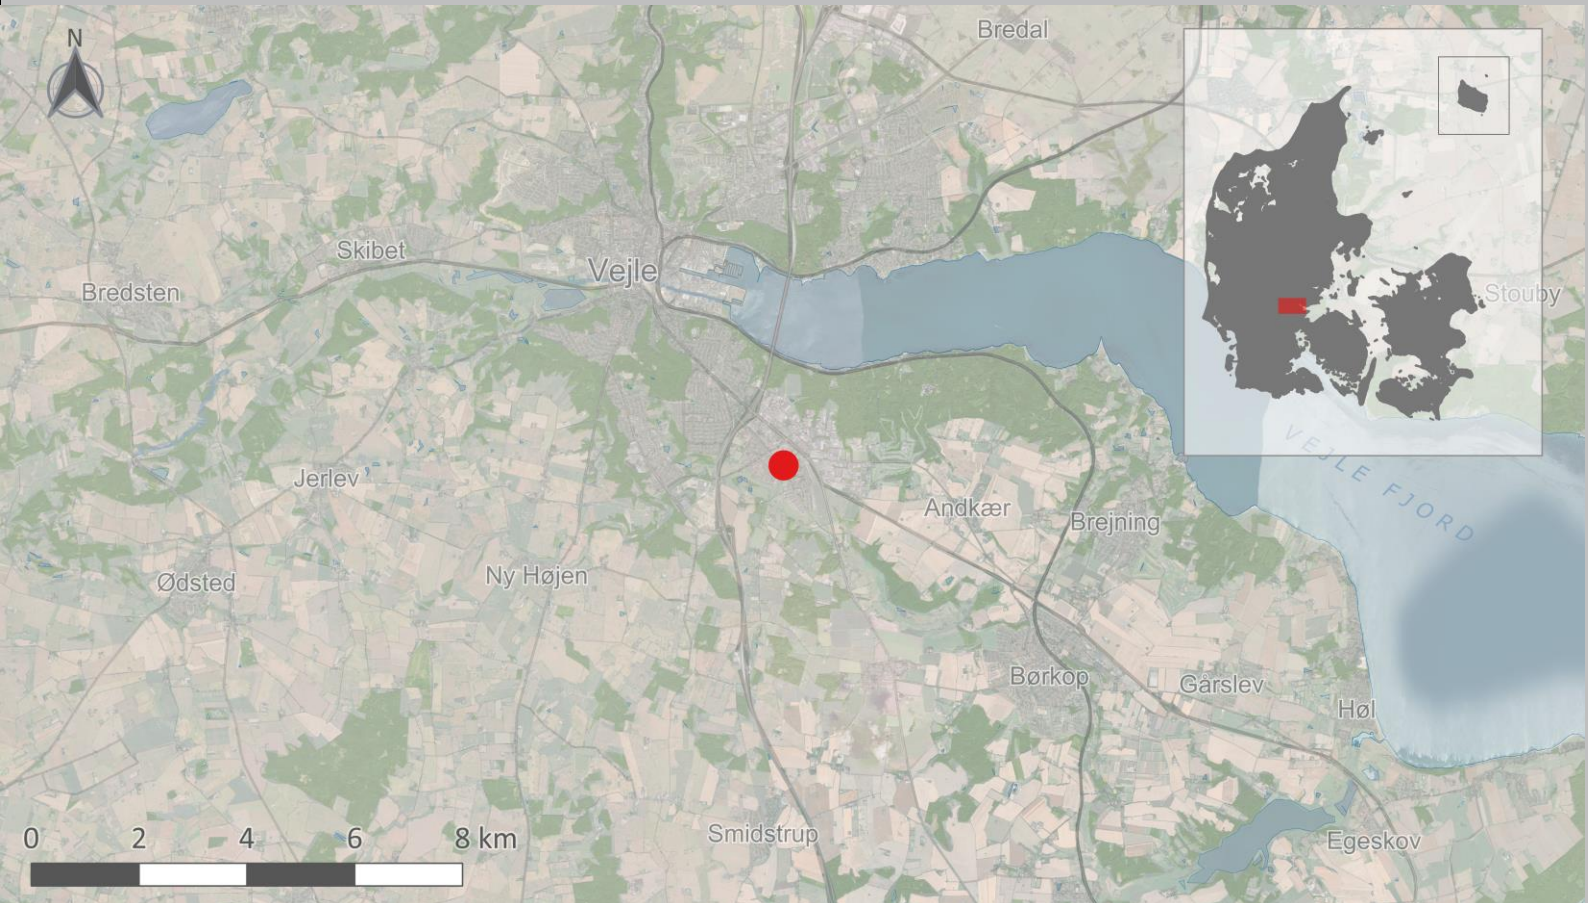 N
Bredal
Skibet
Vejle
Bredsten
Stouby
VEJLE FJORD
Jerlev
Andkær
Brejning
Ødsted
Ny Højen
Børkop
Gårslev
Høl
Smidstrup
Egeskov
0 2 4 6 8 km